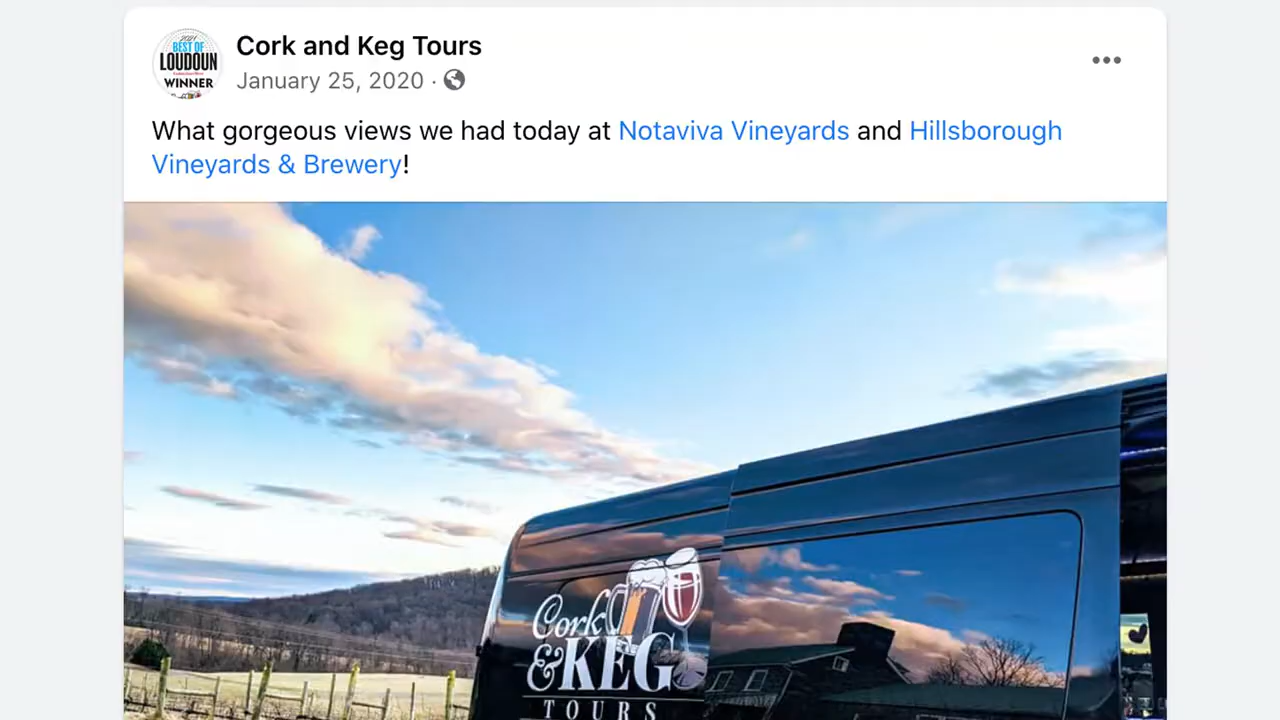 2021
BEST OF
LOUDOUN
WINNER
Cork and Keg Tours
January 25, 2020 ·
What gorgeous views we had today at Notaviva Vineyards and Hillsborough
Vineyards & Brewery!
Cork
&KEG
TOURS